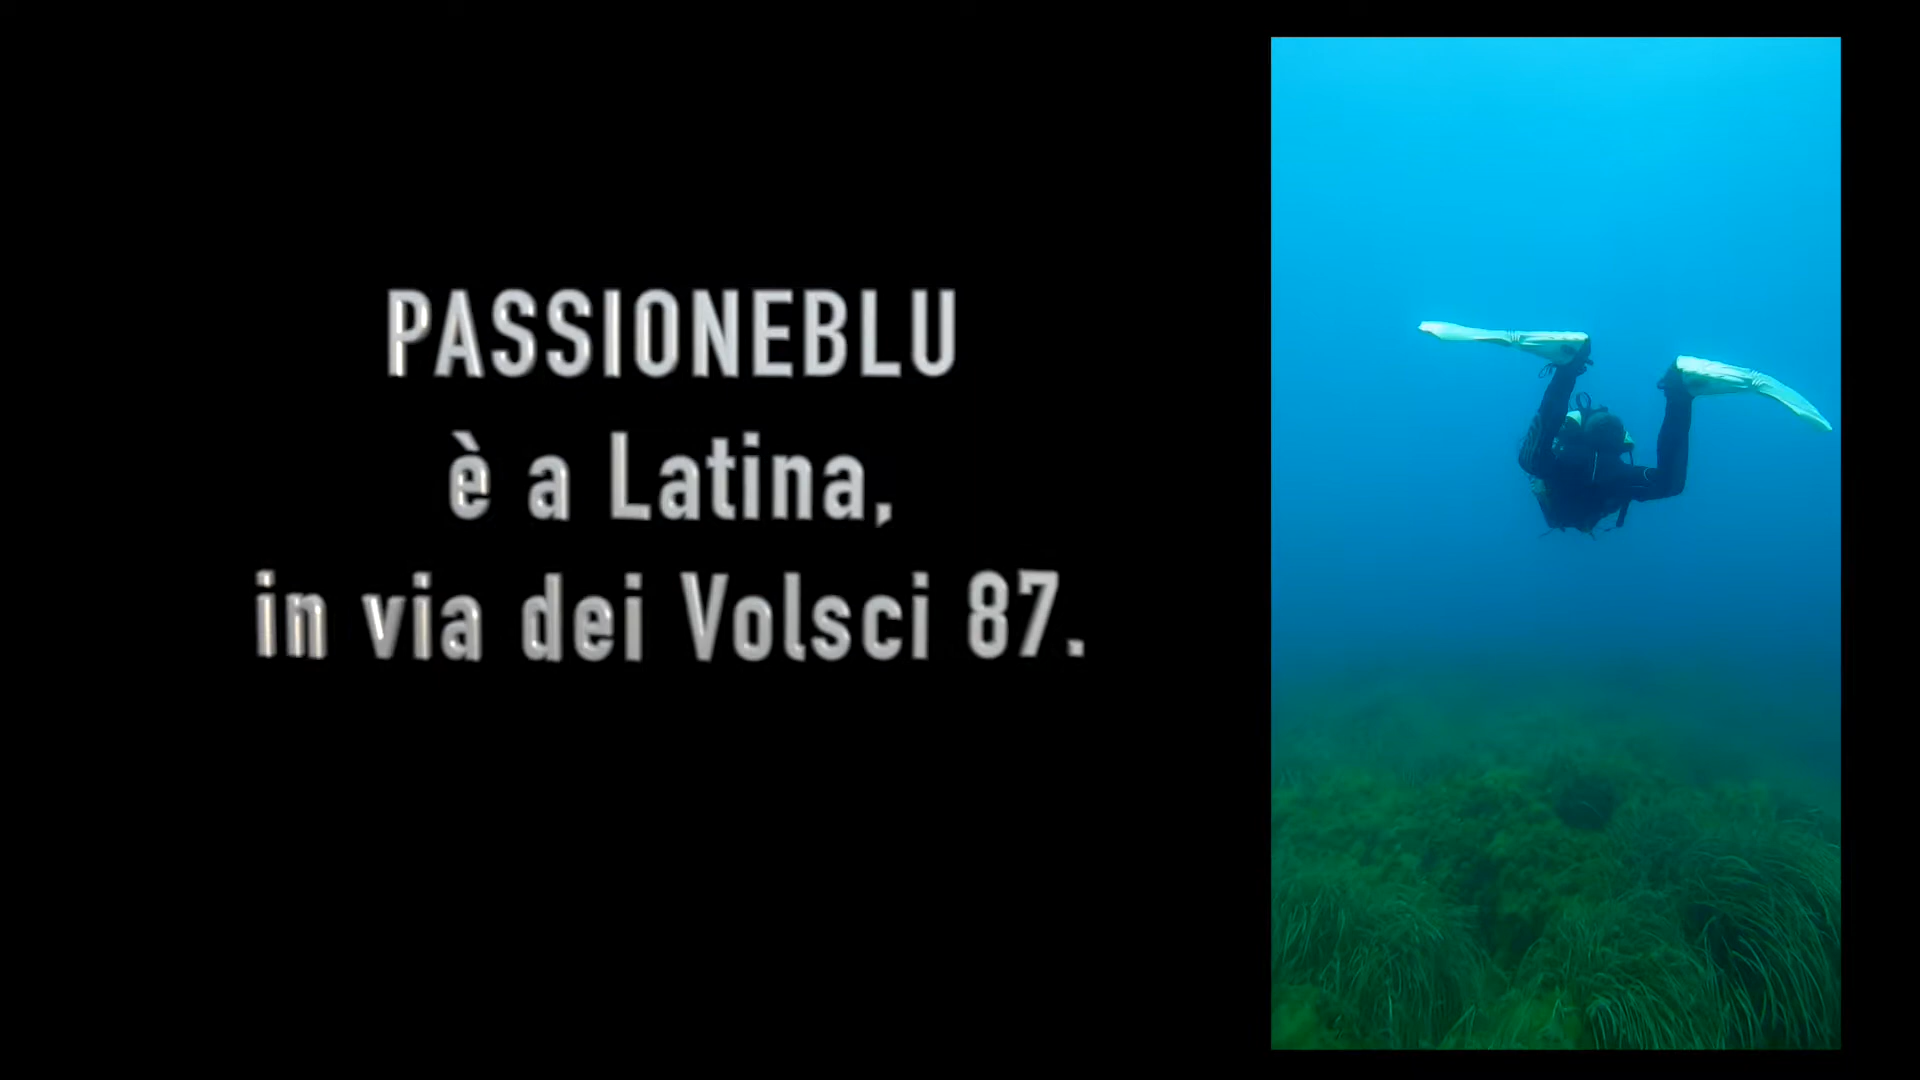 PASSIONEBLU
è a Latina,
in via dei Volsci 87.